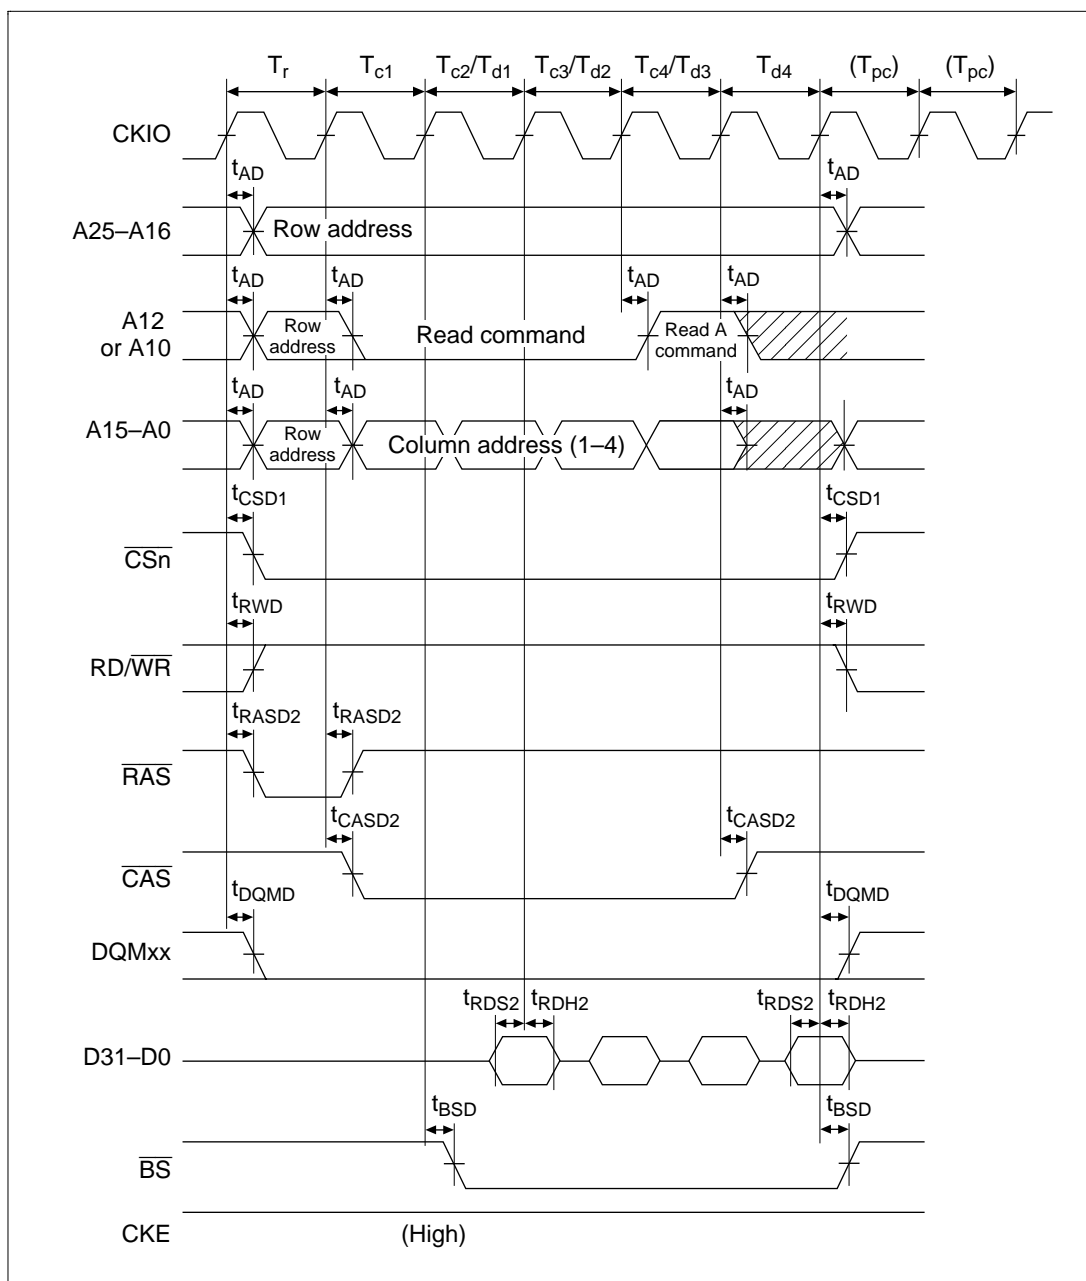 Tr Tc1 Tc2/Td1 Tc3/Td2 Tc4/Td3 Td4 (Tpc) (Tpc)
CKIO
tAD tAD
A25–A16 Row address
tAD tAD tAD tAD
A12
or A10
Row
address
Read command
Read A
command
tAD tAD tAD
A15–A0
Row
address
Column address (1–4)
tCSD1 tCSD1
CSn
tRWD tRWD
RD/WR
tRASD2 tRASD2
RAS
tCASD2 tCASD2
CAS
tDQMD tDQMD
DQMxx
tRDS2 tRDH2 tRDS2 tRDH2
D31–D0
tBSD tBSD
BS
CKE (High)